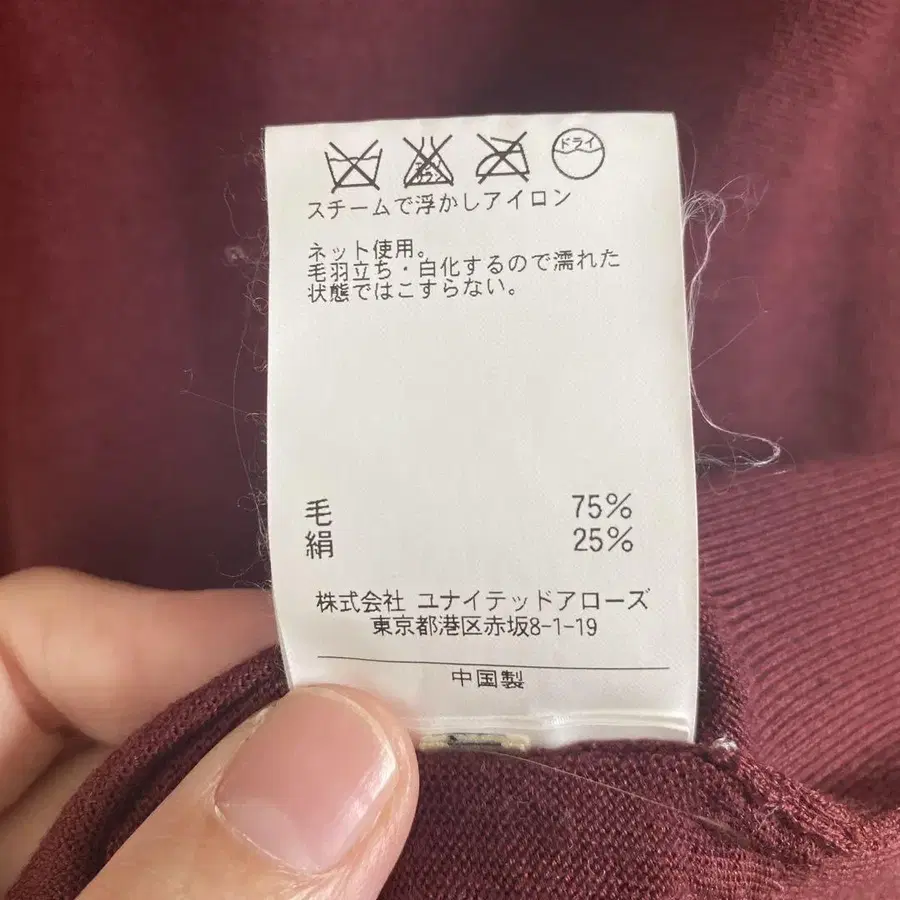 ドライ
スチームで浮かしアイロン
ネット使用。
毛羽立ち・白化するので濡れた
状態ではこすらない。
毛 75%
絹 25%
株式会社 ユナイテッドアローズ
東京都港区赤坂8-1-19
中国製